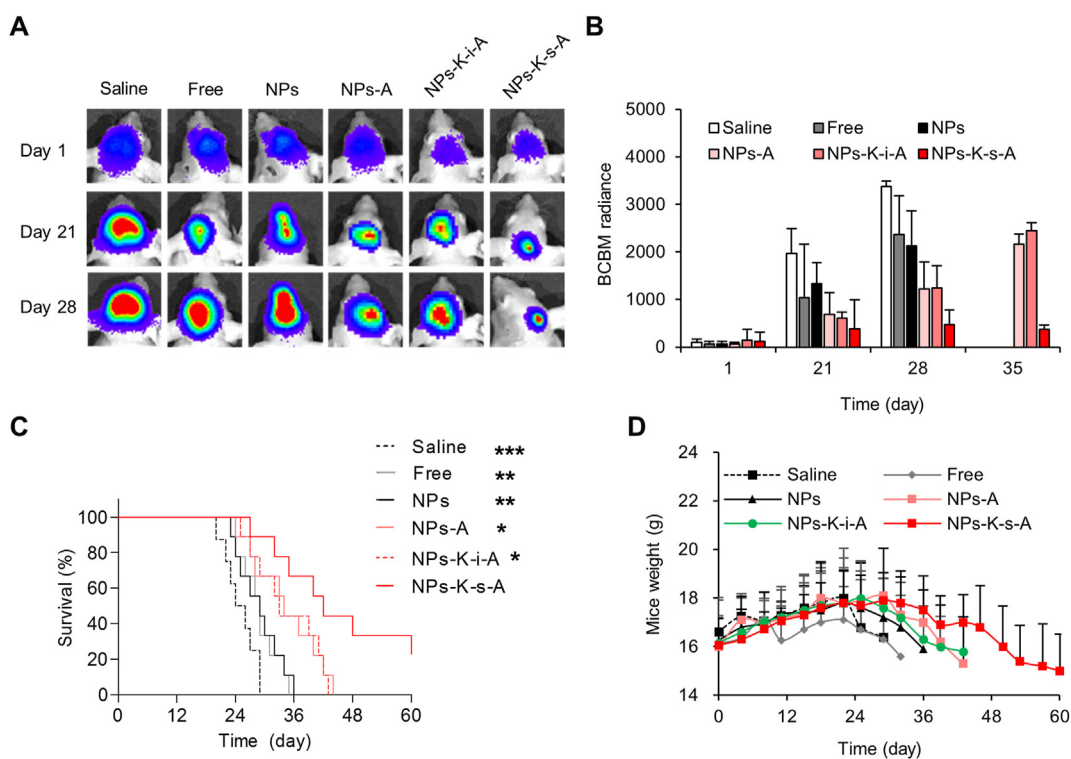 A
Saline Free NPs NPs-A NPs-K-i-A NPs-K-s-A
Day 1
Day 21
Day 28
B
5000
4000
3000
2000
1000
0
BCBM radiance
Saline Free NPs
NPs-A NPs-K-i-A NPs-K-s-A
1 21 28 35
Time (day)
C
Saline ***
Free **
NPs **
NPs-A *
NPs-K-i-A *
NPs-K-s-A
100
80
60
40
20
0
Survival (%)
0 12 24 36 48 60
Time (day)
D
24
22
20
18
16
14
Mice weight (g)
Saline Free
NPs NPs-A
NPs-K-i-A NPs-K-s-A
0 12 24 36 48 60
Time (day)